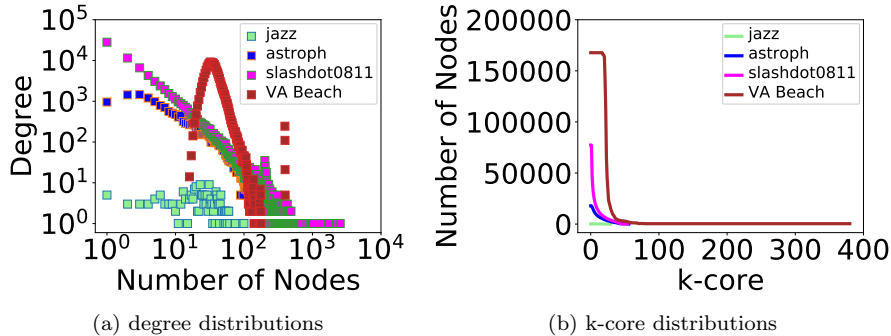 10^5
10^4
10^3
10^2
10^1
10^0
Degree
jazz
astroph
slashdot0811
VA Beach
10^0 10^1 10^2 10^3 10^4
Number of Nodes
(a) degree distributions
200000
150000
100000
50000
0
Number of Nodes
jazz
astroph
slashdot0811
VA Beach
0 100 200 300 400
k-core
(b) k-core distributions